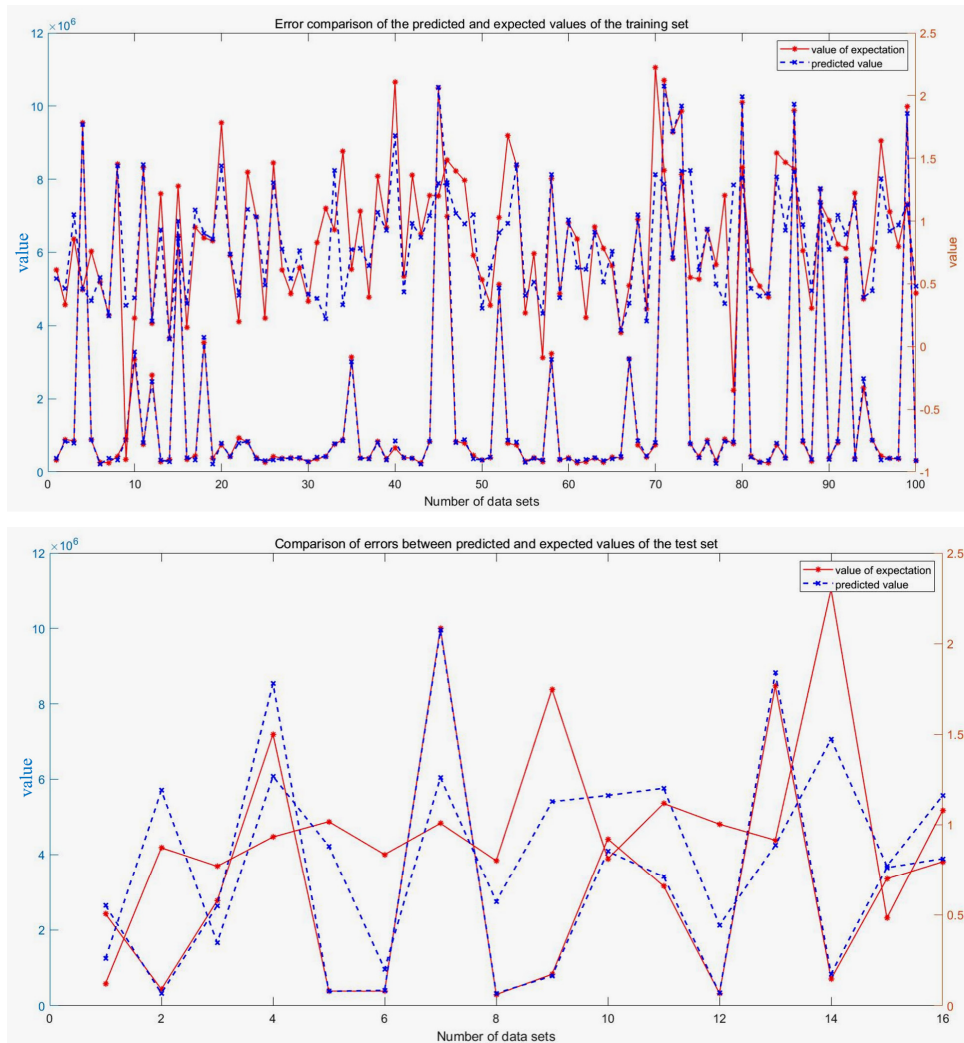 Error comparison of the predicted and expected values of the training set
×10⁶
12
10
8
6
4
2
0
value
2.5
2
1.5
1
0.5
0
-0.5
-1
value
value of expectation
predicted value
0 10 20 30 40 50 60 70 80 90 100
Number of data sets
Comparison of errors between predicted and expected values of the test set
×10⁶
12
10
8
6
4
2
0
value
2.5
2
1.5
1
0.5
0
value of expectation
predicted value
0 2 4 6 8 10 12 14 16
Number of data sets